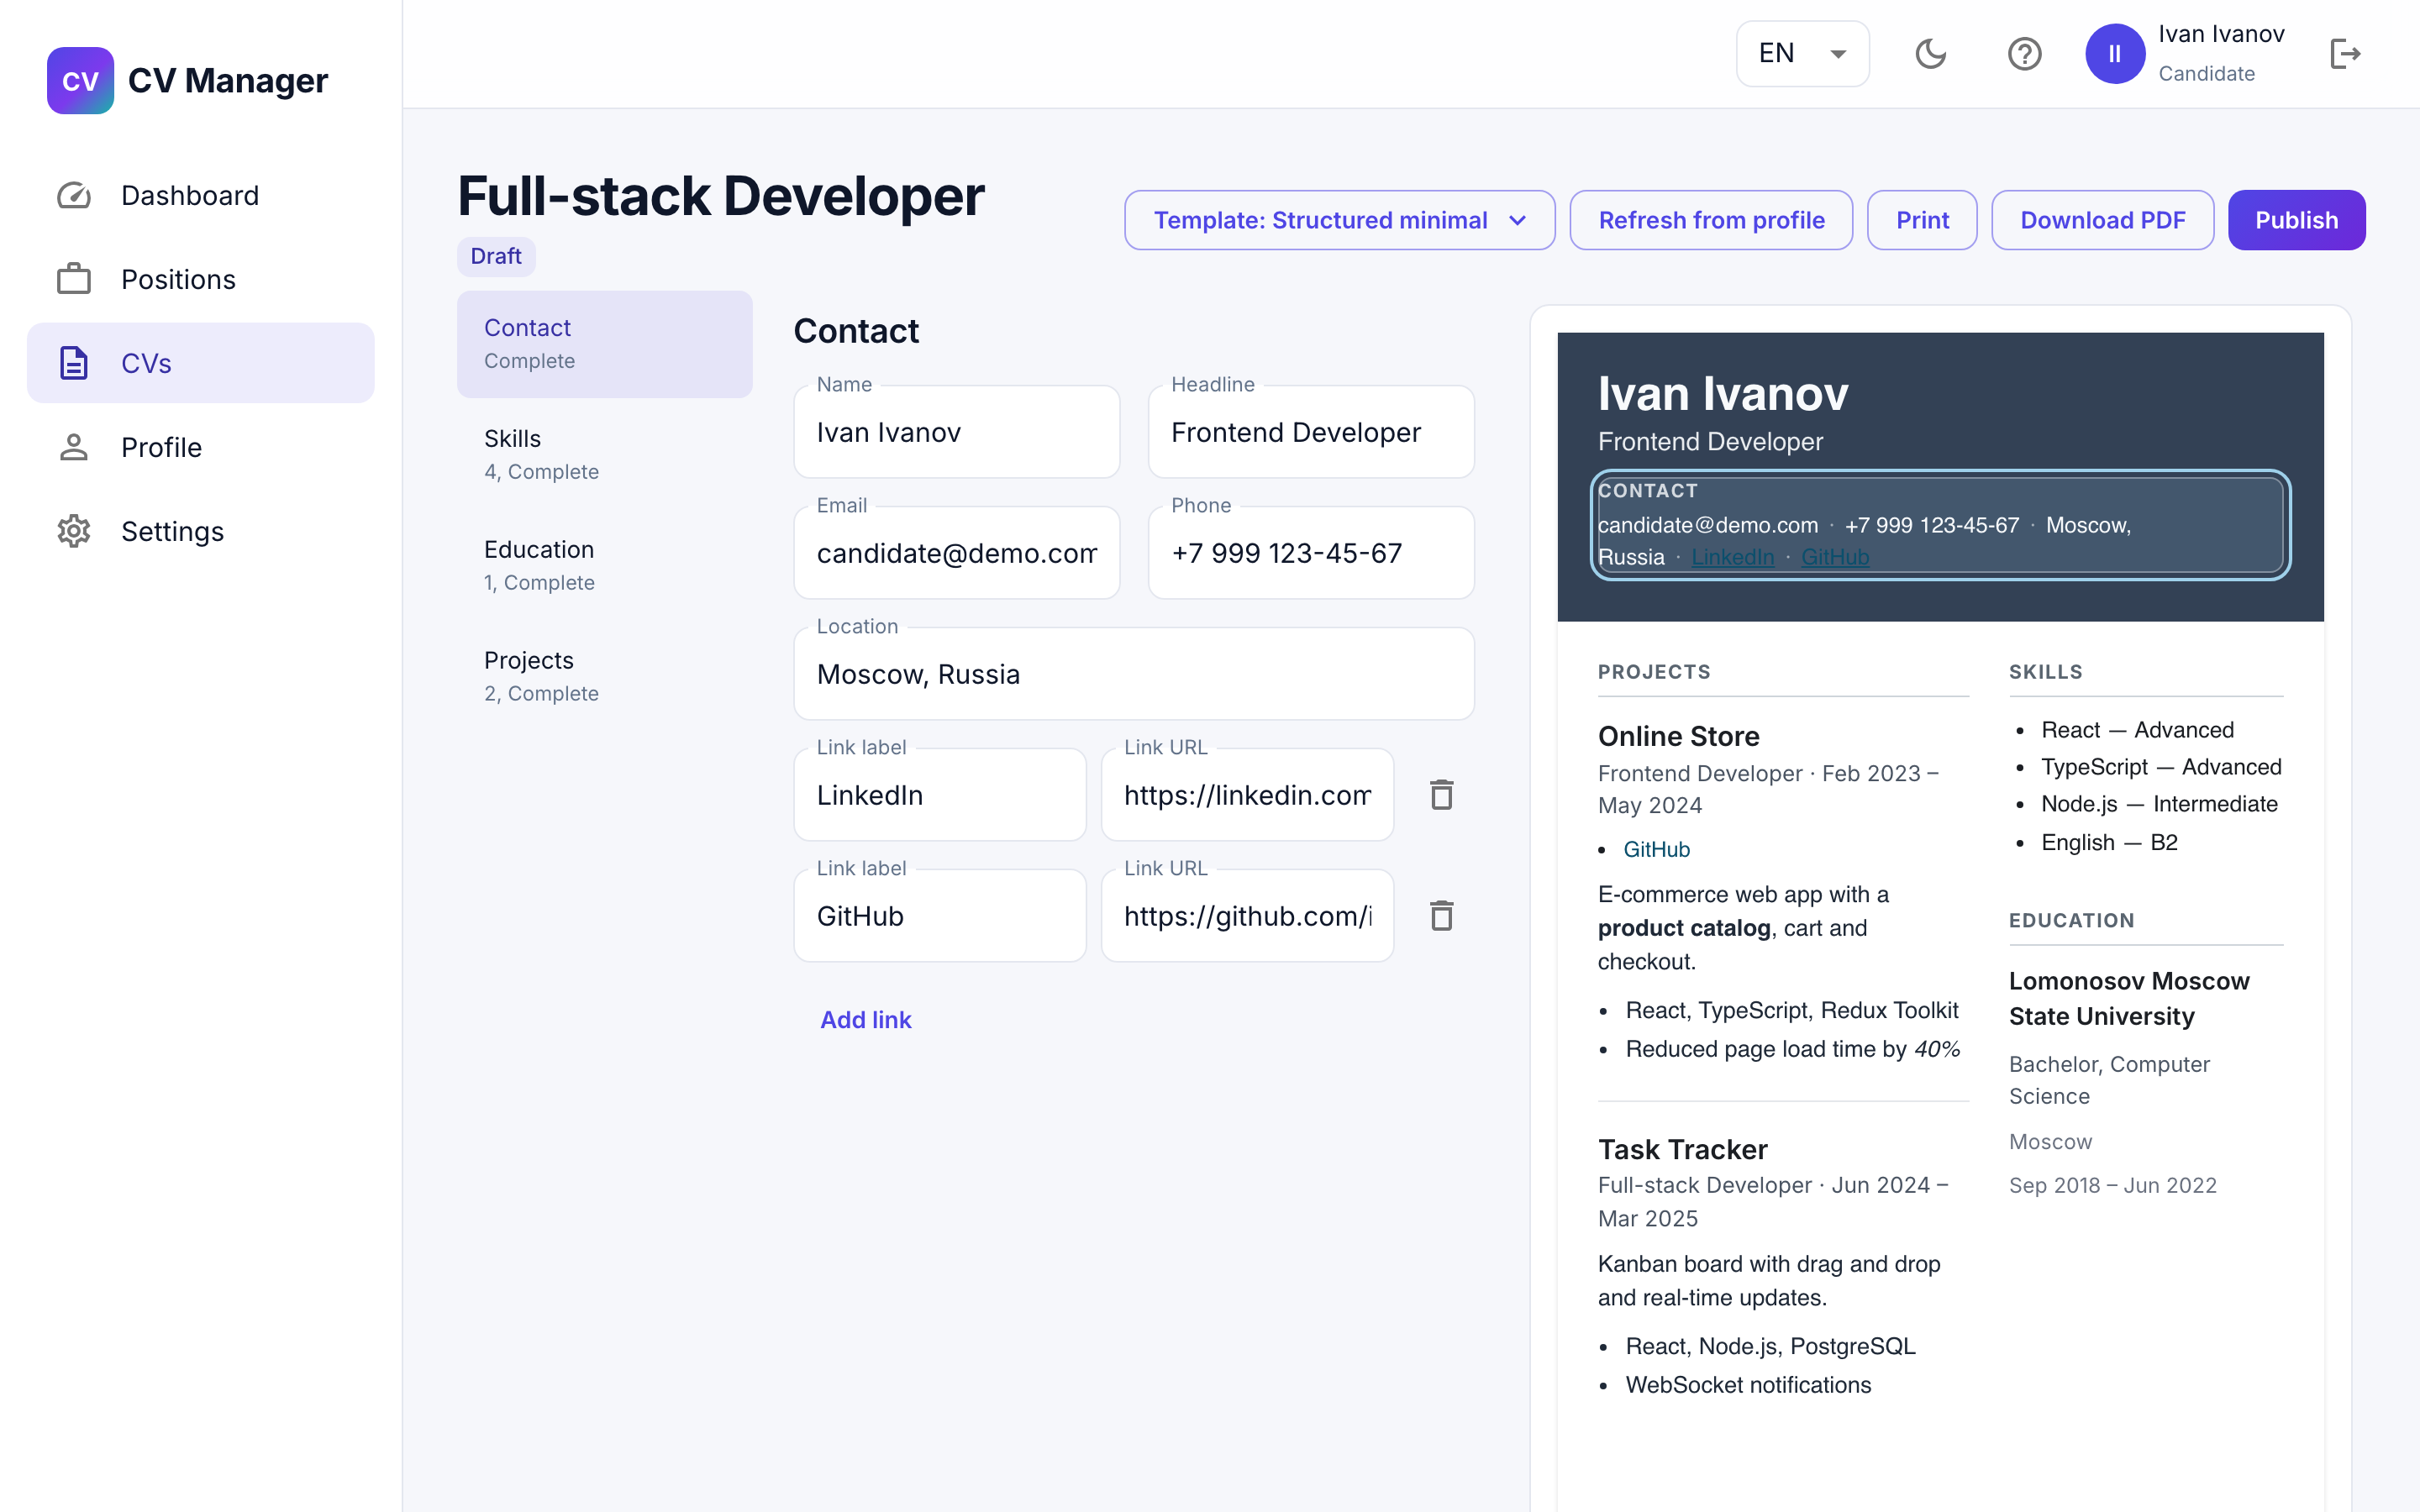 CV
CV Manager
Dashboard
Positions
CVs
Profile
Settings
EN
II
Ivan Ivanov
Candidate
Full-stack Developer
Draft
Template: Structured minimal
Refresh from profile
Print
Download PDF
Publish
Contact
Complete
Skills
4, Complete
Education
1, Complete
Projects
2, Complete
Contact
Name
Ivan Ivanov
Headline
Frontend Developer
Email
candidate@demo.com
Phone
+7 999 123-45-67
Location
Moscow, Russia
Link label
LinkedIn
Link URL
https://linkedin.com
Link label
GitHub
Link URL
https://github.com/i
Add link
Ivan Ivanov
Frontend Developer
CONTACT
candidate@demo.com · +7 999 123-45-67 · Moscow,
Russia · LinkedIn · GitHub
PROJECTS
Online Store
Frontend Developer · Feb 2023 –
May 2024
• GitHub
E-commerce web app with a
product catalog, cart and
checkout.
• React, TypeScript, Redux Toolkit
• Reduced page load time by 40%
Task Tracker
Full-stack Developer · Jun 2024 –
Mar 2025
Kanban board with drag and drop
and real-time updates.
• React, Node.js, PostgreSQL
• WebSocket notifications
SKILLS
• React — Advanced
• TypeScript — Advanced
• Node.js — Intermediate
• English — B2
EDUCATION
Lomonosov Moscow
State University
Bachelor, Computer
Science
Moscow
Sep 2018 – Jun 2022